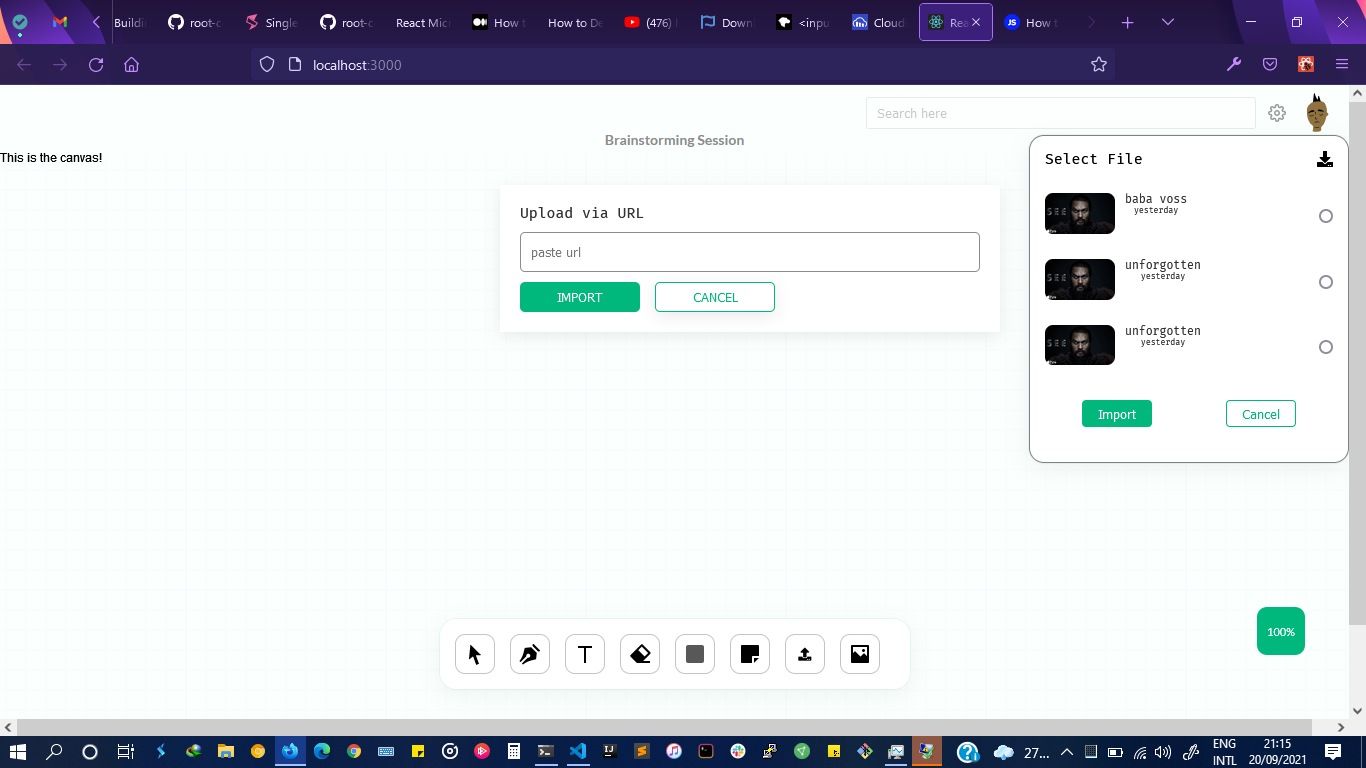 Buildi
root-c
Single
root-c
React Micr
How t
How to De
(476)
Down
<inpu
Cloud
Rea
How t
localhost:3000
Search here
Brainstorming Session
This is the canvas!
Select File
baba voss
yesterday
unforgotten
yesterday
unforgotten
yesterday
Import
Cancel
Upload via URL
paste url
IMPORT
CANCEL
100%
27...
ENG
INTL
21:15
20/09/2021